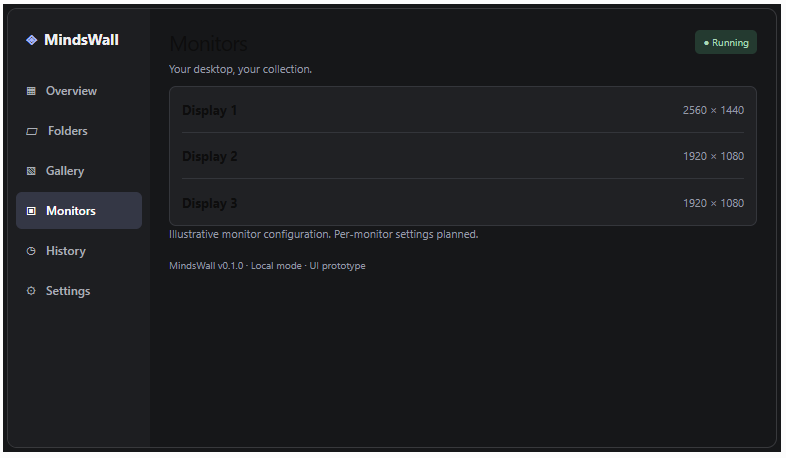 MindsWall
Overview
Folders
Gallery
Monitors
History
Settings
Monitors
Running
Your desktop, your collection.
Display 1 2560 × 1440
Display 2 1920 × 1080
Display 3 1920 × 1080
Illustrative monitor configuration. Per-monitor settings planned.
MindsWall v0.1.0 · Local mode · UI prototype